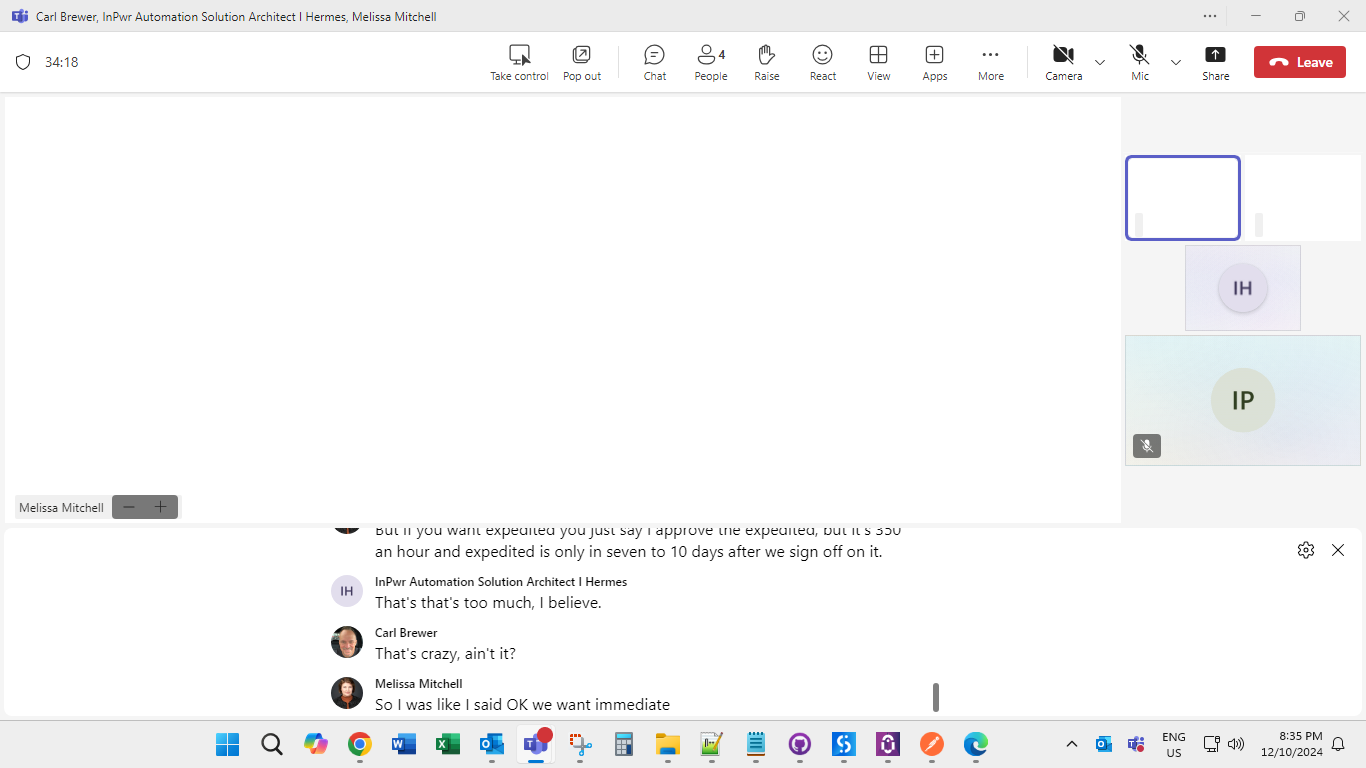 Carl Brewer, InPwr Automation Solution Architect I Hermes, Melissa Mitchell
34:18
Take control
Pop out
Chat
4
People
Raise
React
View
Apps
More
Camera
Mic
Share
Leave
IH
IP
Melissa Mitchell
But if you want expedited you just say I approve the expedited, but it's 350
an hour and expedited is only in seven to 10 days after we sign off on it.
IH
InPwr Automation Solution Architect I Hermes
That's that's too much, I believe.
Carl Brewer
That's crazy, ain't it?
Melissa Mitchell
So I was like I said OK we want immediate
ENG
US
8:35 PM
12/10/2024